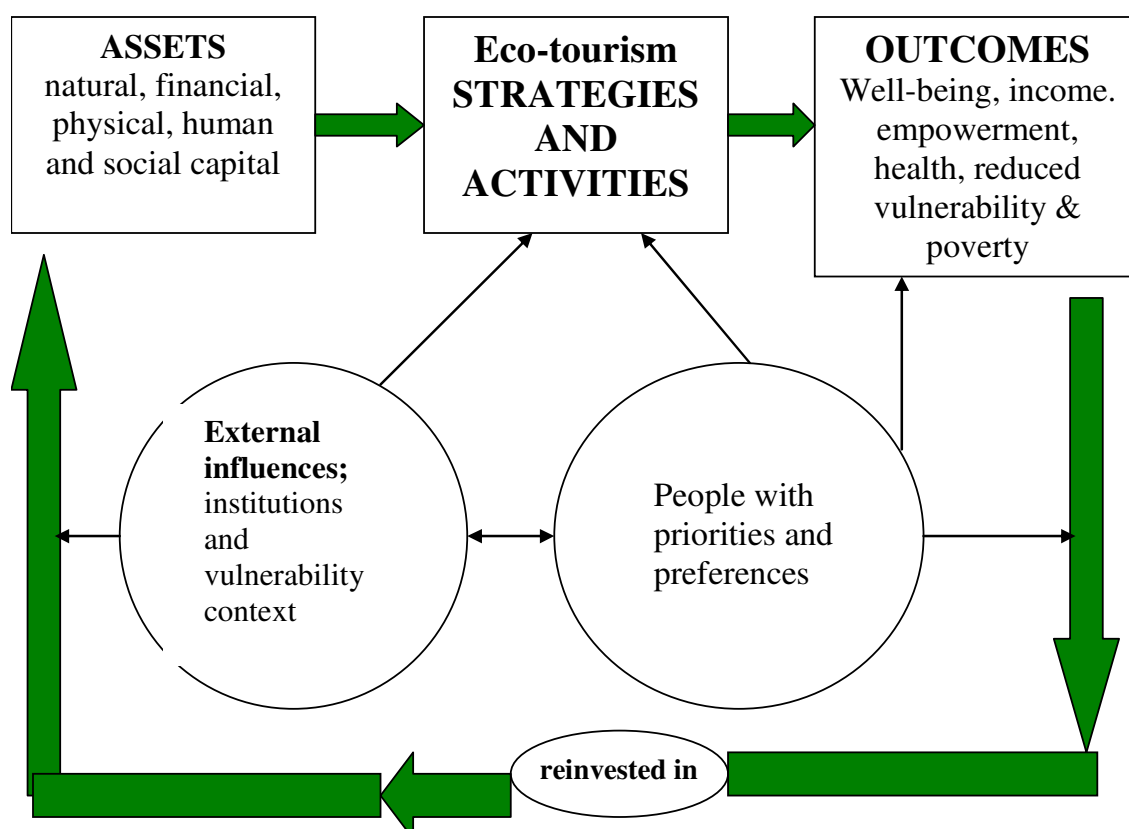 ASSETS
natural, financial,
physical, human
and social capital
Eco-tourism
STRATEGIES
AND
ACTIVITIES
OUTCOMES
Well-being, income.
empowerment,
health, reduced
vulnerability &
poverty
External
influences;
institutions
and
vulnerability
context
People with
priorities and
preferences
reinvested in